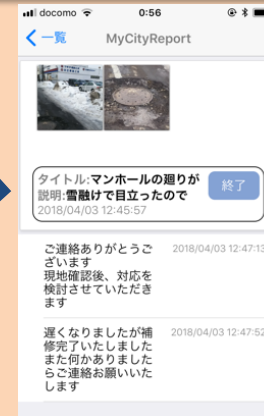 docomo 0:56
一覧 MyCityReport
タイトル:マンホールの廻りが
説明:雪融けで目立ったので
2018/04/03 12:45:57
終了
ご連絡ありがとうご
ざいます
現地確認後、対応を
検討させていただき
ます
2018/04/03 12:47:13
遅くなりましたが補
修完了いたしました
また何かありました
らご連絡お願いいた
します
2018/04/03 12:47:52